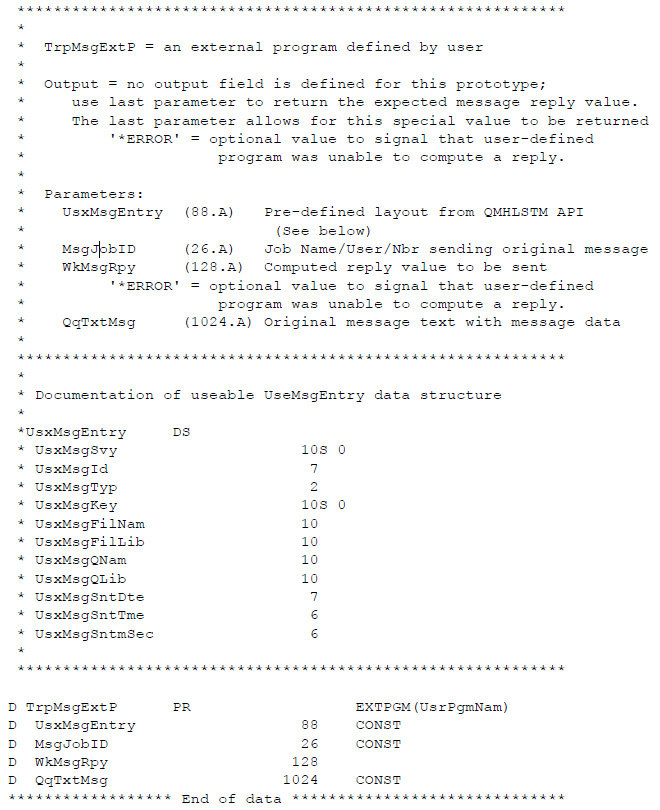 ************************************************************
*
*  TrpMsgExtP = an external program defined by user
*
*  Output = no output field is defined for this prototype;
*     use last parameter to return the expected message reply value.
*     The last parameter allows for this special value to be returned
*         '*ERROR' = optional value to signal that user-defined
*                     program was unable to compute a reply.
*
*  Parameters:
*    UsxMsgEntry  (88.A)   Pre-defined layout from QMHLSTM API
*                           (See below)
*    MsgJobID     (26.A)   Job Name/User/Nbr sending original message
*    WkMsgRpy     (128.A)  Computed reply value to be sent
*         '*ERROR' = optional value to signal that user-defined
*                     program was unable to compute a reply.
*    QqTxtMsg     (1024.A) Original message text with message data
*
************************************************************
*
* Documentation of useable UseMsgEntry data structure
*
*UsxMsgEntry     DS
* UsxMsgSvy                    10S 0
* UsxMsgId                      7
* UsxMsgTyp                     2
* UsxMsgKey                    10S 0
* UsxMsgFilNam                 10
* UsxMsgFilLib                 10
* UsxMsgQNam                   10
* UsxMsgQLib                   10
* UsxMsgSntDte                  7
* UsxMsgSntTme                  6
* UsxMsgSntmSec                 6
*
************************************************************
D TrpMsgExtP      PR                  EXTPGM(UsrPgmNam)
D  UsxMsgEntry                  88    CONST
D  MsgJobID                     26    CONST
D  WkMsgRpy                    128
D  QqTxtMsg                   1024    CONST
****************** End of data ******************************